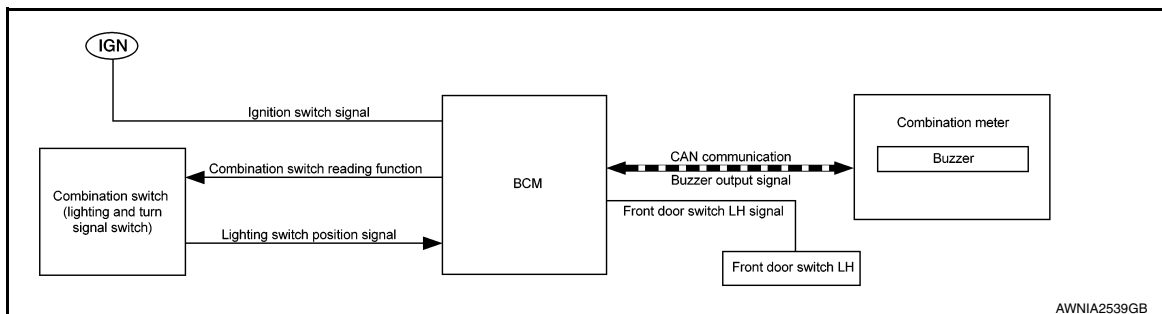 IGN
Ignition switch signal
Combination switch reading function
Combination switch
(lighting and turn
signal switch)
Lighting switch position signal
BCM
CAN communication
Buzzer output signal
Front door switch LH signal
Front door switch LH
Combination meter
Buzzer
AWNIA2539GB